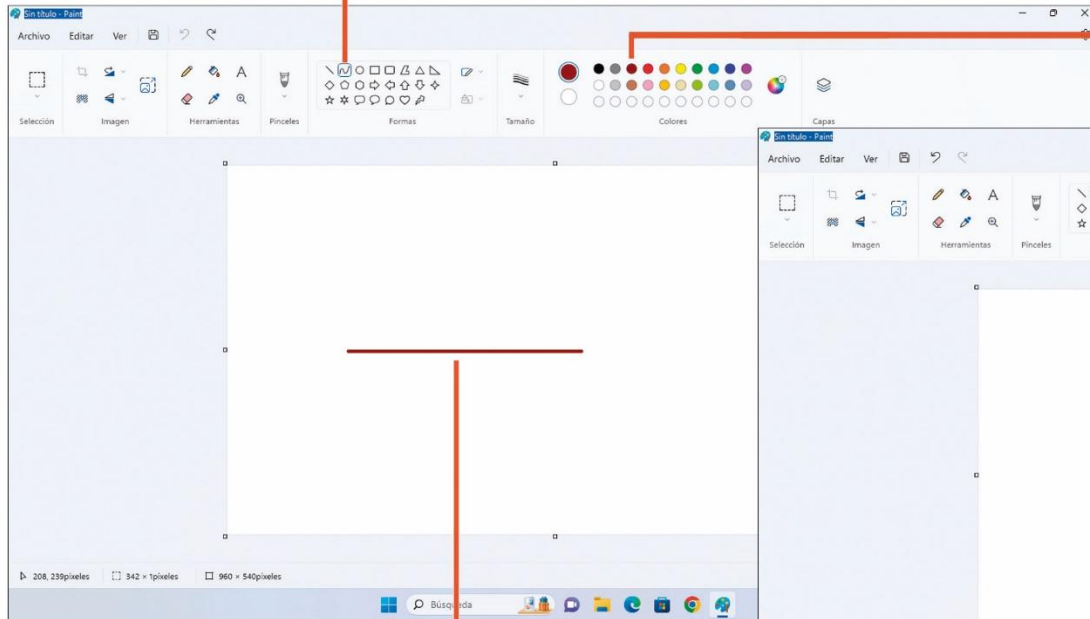 Sin título - Paint
Archivo Editar Ver
Selección Imagen Herramientas Pinceles Formas Tamaño Colores Capas
208, 239píxeles 342 × 1píxeles 960 × 540píxeles
Búsqueda
Sin título - Paint
Archivo Editar Ver
Selección Imagen Herramientas Pinceles